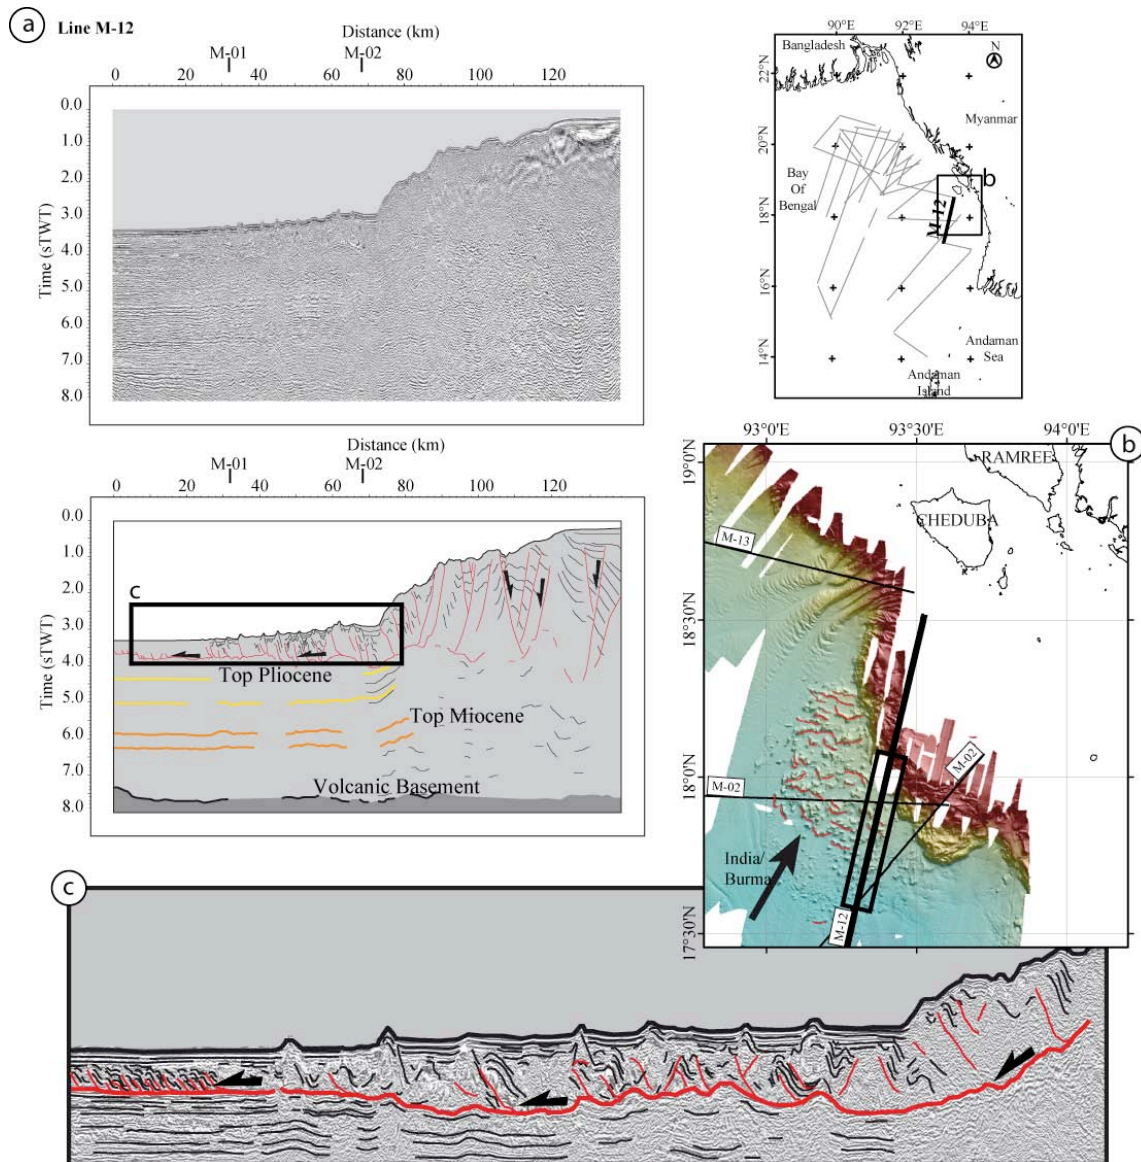 a
Line M-12
Distance (km)
M-01
M-02
0 20 40 60 80 100 120
Time (sTWT)
0.0
1.0
2.0
3.0
4.0
5.0
6.0
7.0
8.0
90°E 92°E 94°E
Bangladesh
N
22°N
20°N
18°N
16°N
14°N
Myanmar
Bay
Of
Bengal
b
M-12
Andaman
Sea
Andaman
Island
Distance (km)
M-01
M-02
0 20 40 60 80 100 120
Time (sTWT)
0.0
1.0
2.0
3.0
4.0
5.0
6.0
7.0
8.0
c
Top Pliocene
Top Miocene
Volcanic Basement
93°0'E 93°30'E 94°0'E
b
19°0'N
18°30'N
18°0'N
17°30'N
RAMREE
CHEDUBA
M-13
M-02
M-02
India/
Burma
M-12
c